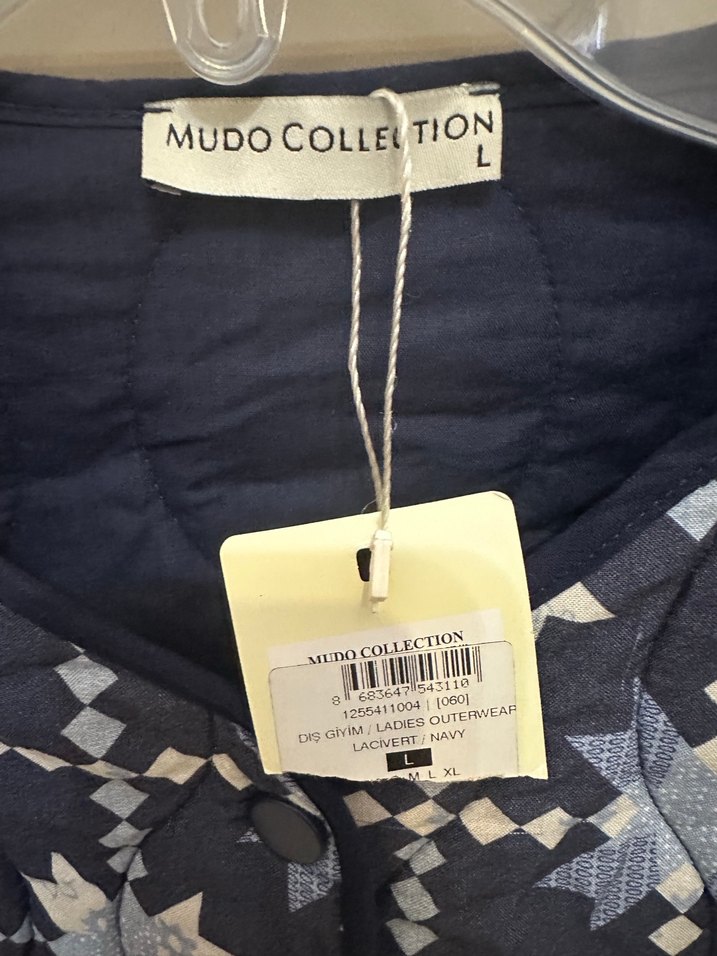 MUDO COLLECTION
L
MUDO COLLECTION
8 683647 543110
1255411004 | [060]
DIŞ GİYİM / LADIES OUTERWEAR
LACİVERT / NAVY
L
M L XL